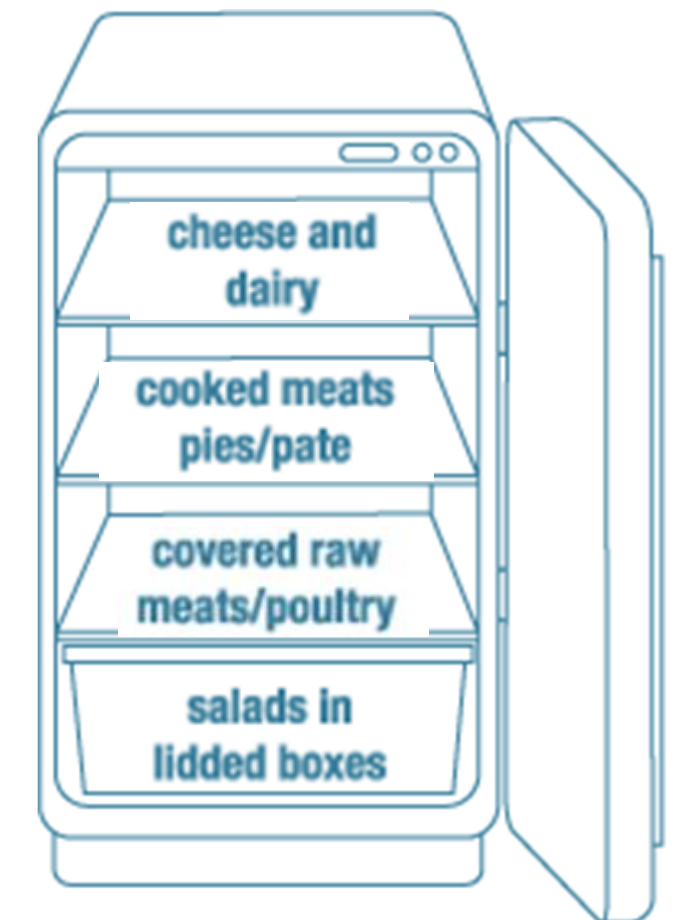 cheese and
dairy
cooked meats
pies/pate
covered raw
meats/poultry
salads in
lidded boxes